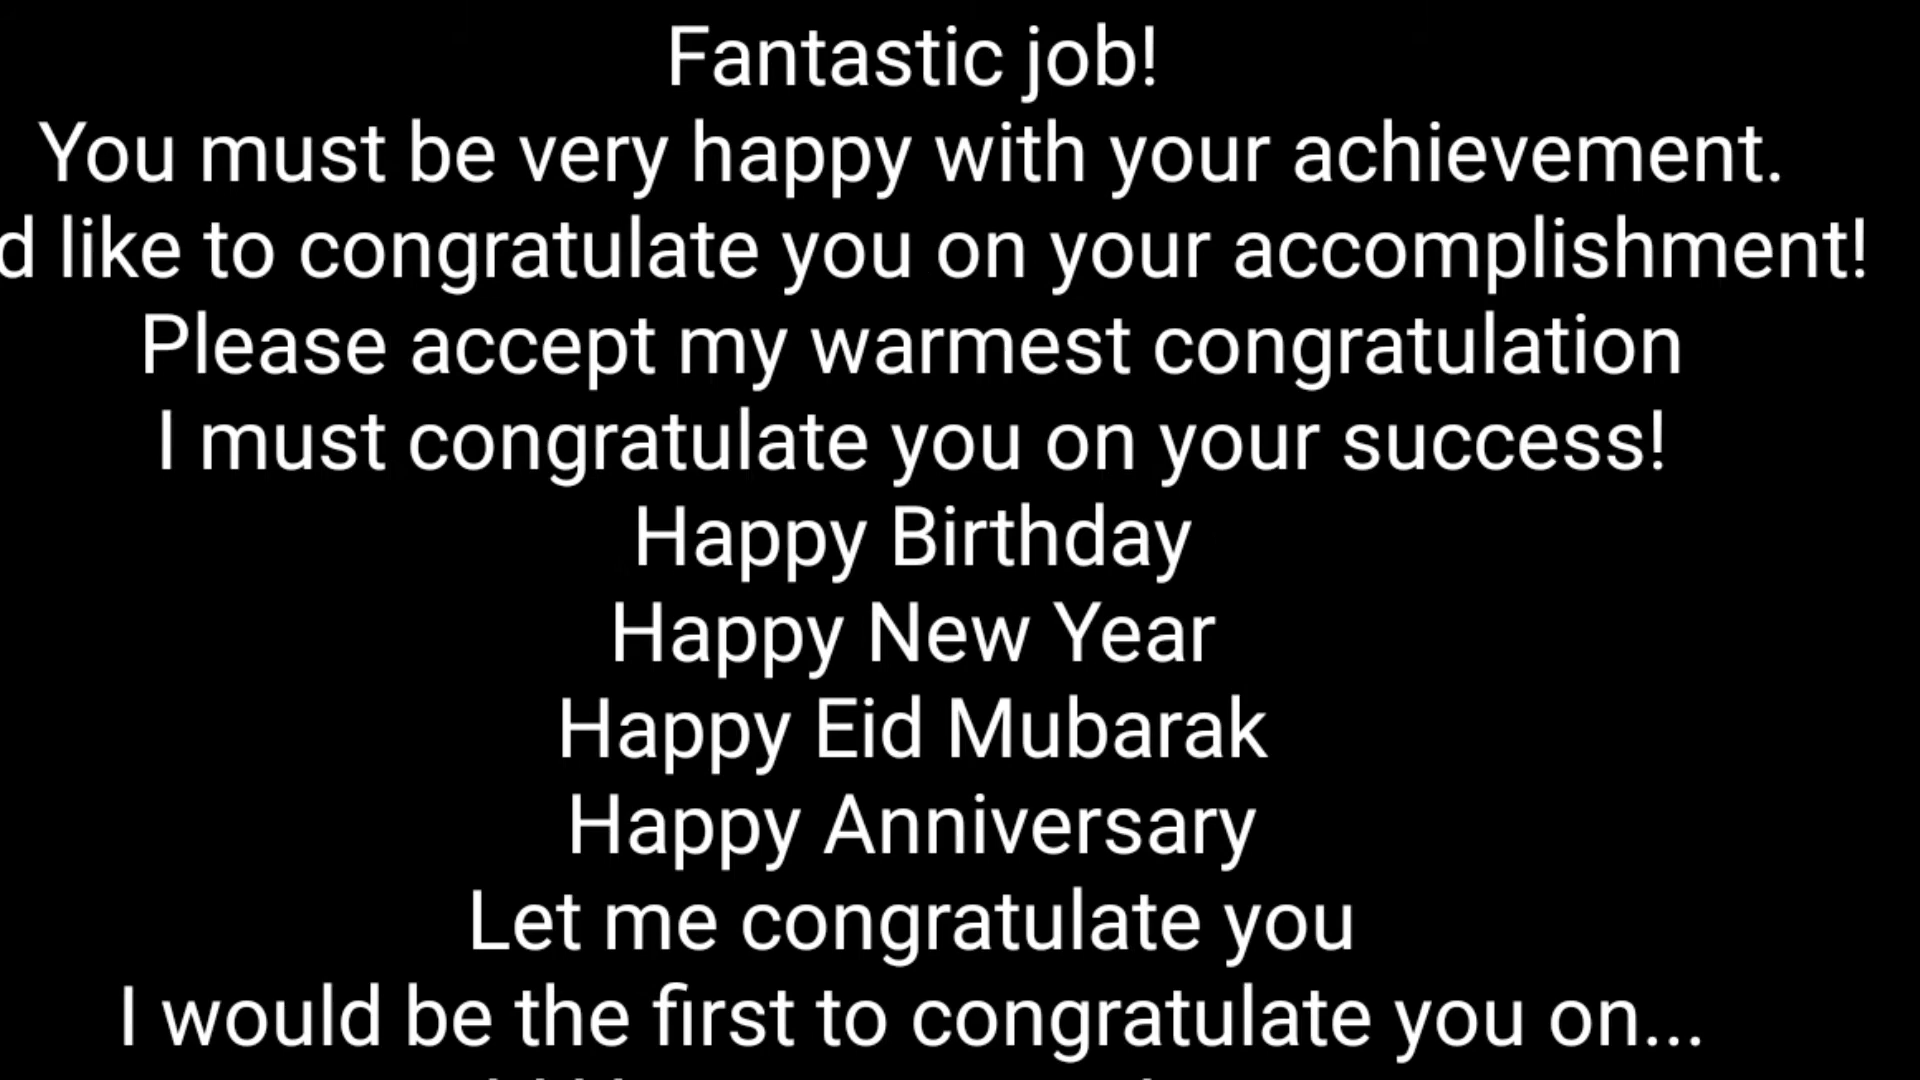 Fantastic job!
You must be very happy with your achievement.
d like to congratulate you on your accomplishment!
Please accept my warmest congratulation
I must congratulate you on your success!
Happy Birthday
Happy New Year
Happy Eid Mubarak
Happy Anniversary
Let me congratulate you
I would be the first to congratulate you on...